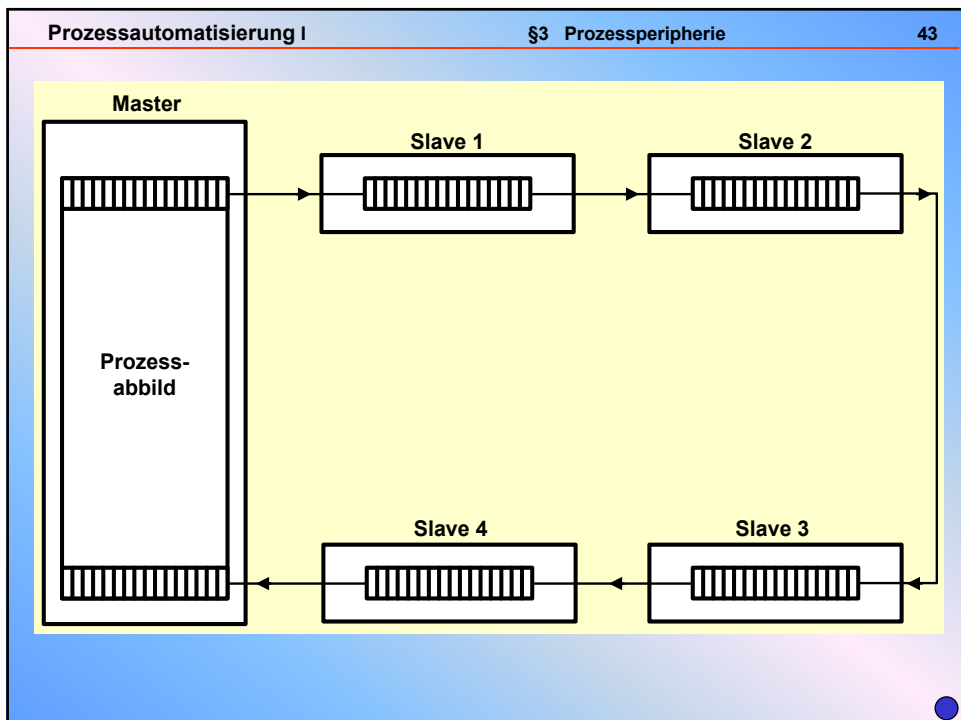 Prozessautomatisierung I §3 Prozessperipherie 43
Master
Slave 1
Slave 2
Prozess-
abbild
Slave 4
Slave 3